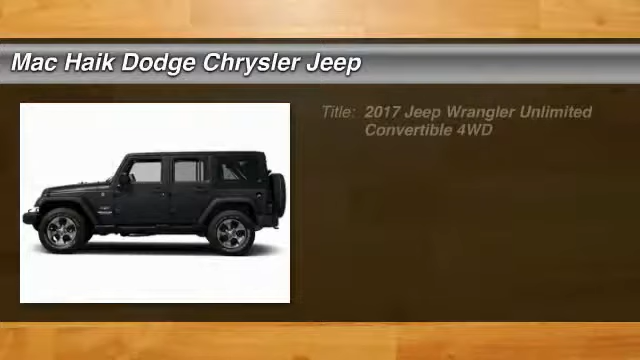 Mac Haik Dodge Chrysler Jeep
Title: 2017 Jeep Wrangler Unlimited
Convertible 4WD